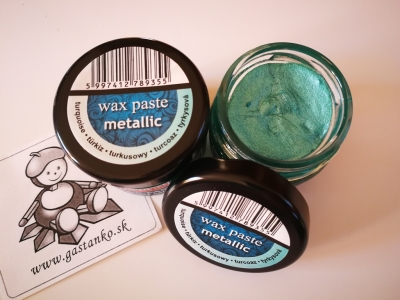 5 997412 789355
wax paste
metallic
turquoise • türkiz • turkusowy • turcoaz • tyrkysová
wax paste
metallic
turquoise • türkiz • turkusowy • turcoaz • tyrkysová
www.gastanko.sk